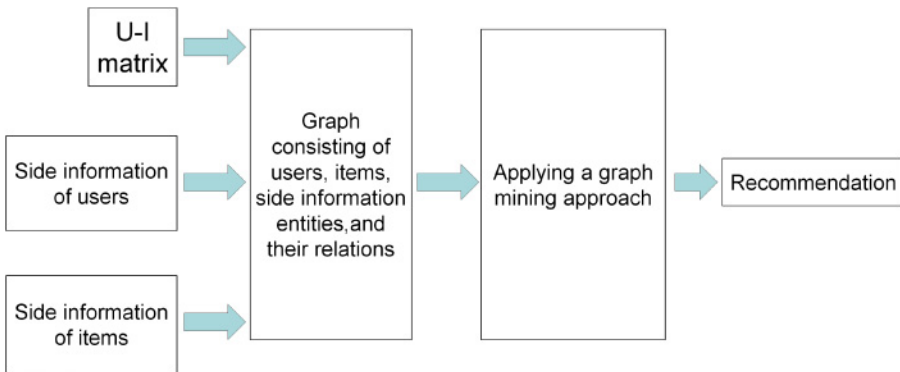 U-I
matrix
Side information
of users
Side information
of items
Graph
consisting of
users, items,
side information
entities,and
their relations
Applying a graph
mining approach
Recommendation